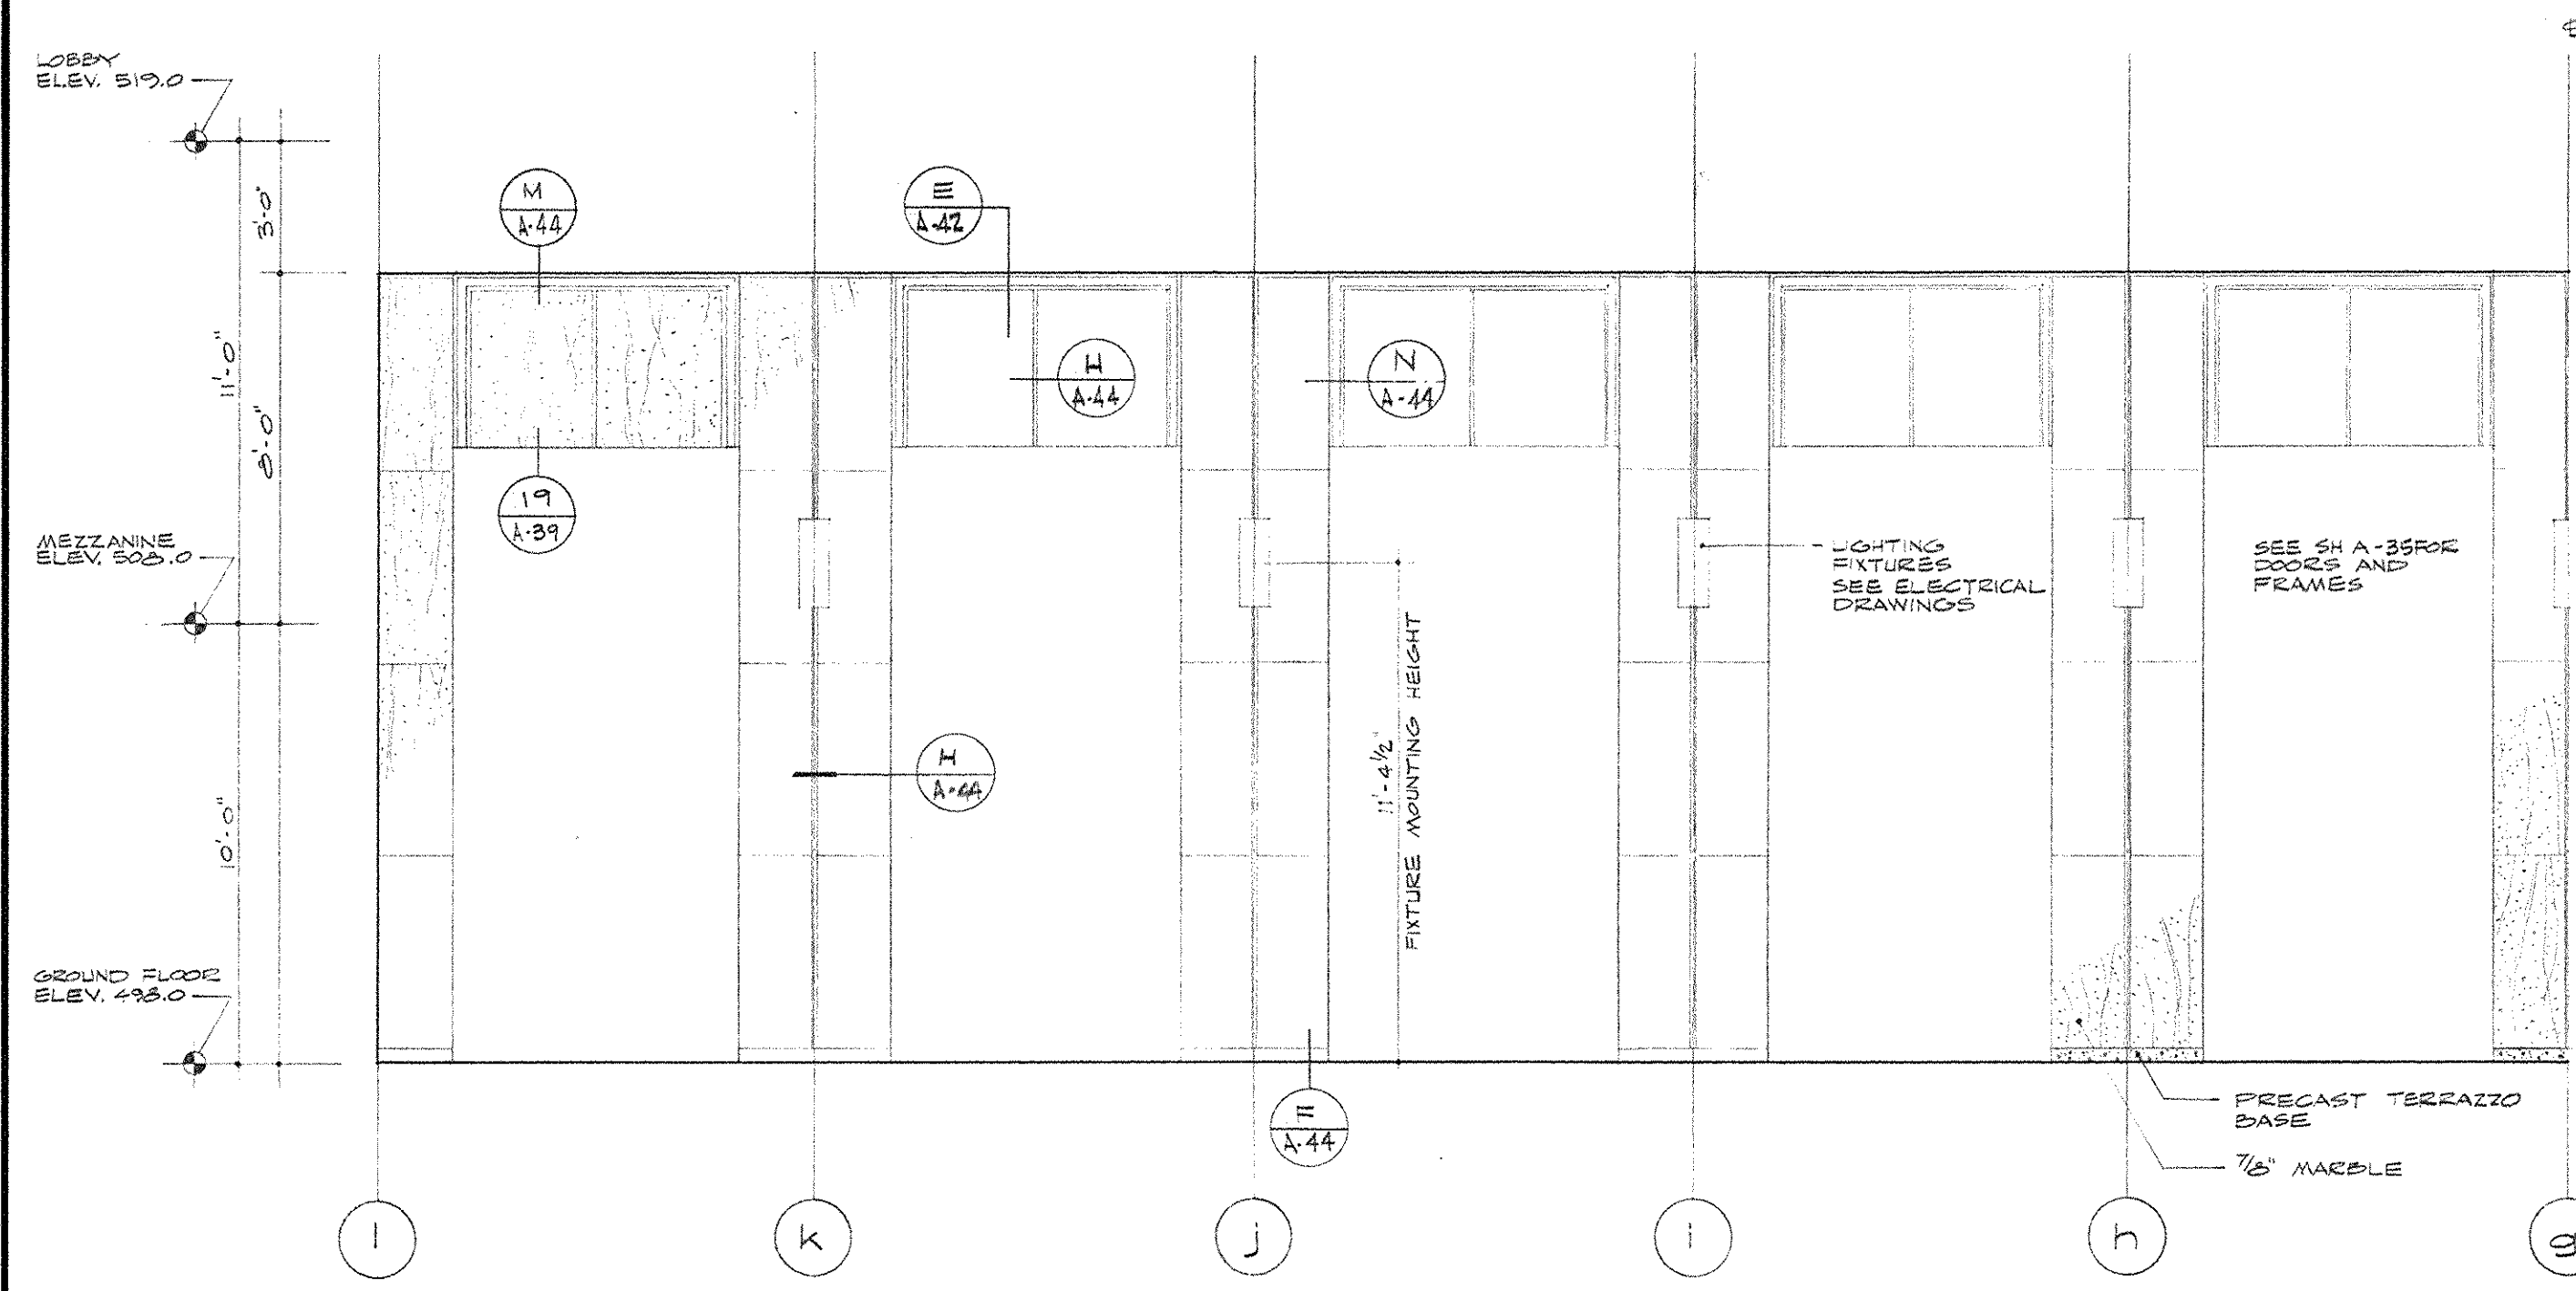 LOBBY
ELEV. 519.0
3'-0"
M
A-44
E
A-42
11'-0"
8'-0"
H
A-44
N
A-44
19
A-39
MEZZANINE
ELEV. 508.0
LIGHTING
FIXTURES
SEE ELECTRICAL
DRAWINGS
SEE SH A-35 FOR
DOORS AND
FRAMES
11'-4 1/2"
FIXTURE MOUNTING HEIGHT
H
A-44
10'-0"
GROUND FLOOR
ELEV. 498.0
F
A-44
PRECAST TERRAZZO
BASE
7/8" MARBLE
l
k
j
i
h
g